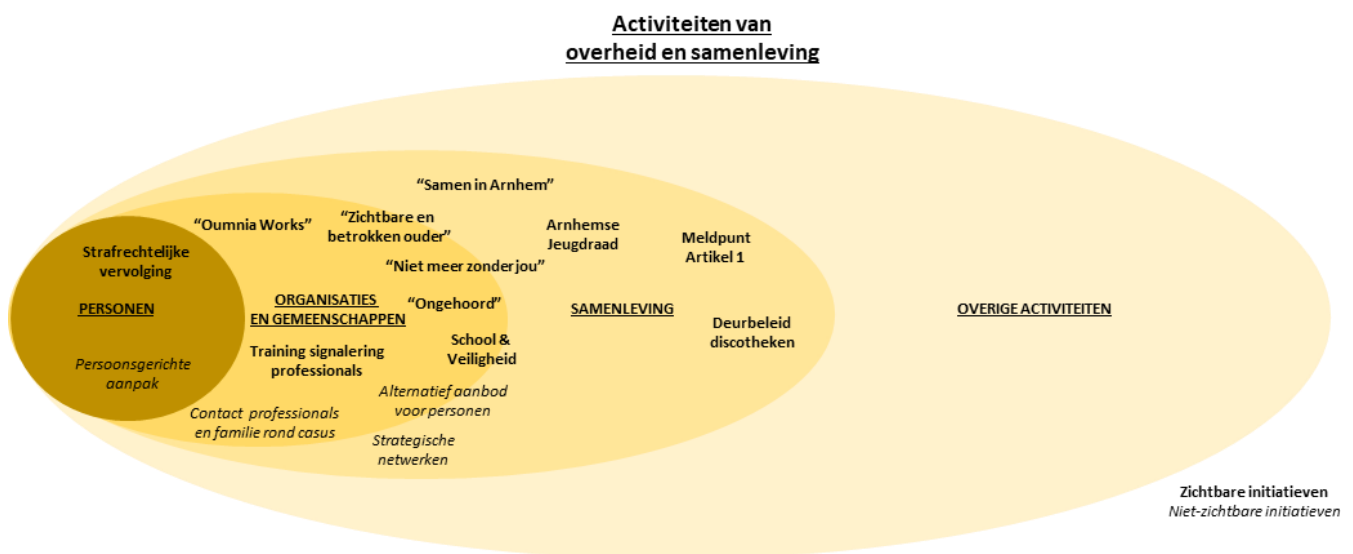 Activiteiten van
overheid en samenleving
“Samen in Arnhem”
“Oumnia Works”
“Zichtbare en
betrokken ouder”
Arnhemse
Jeugdraad
Meldpunt
Artikel 1
Strafrechtelijke
vervolging
“Niet meer zonder jou”
PERSONEN
ORGANISATIES
EN GEMEENSCHAPPEN
“Ongehoord”
SAMENLEVING
OVERIGE ACTIVITEITEN
Deurbeleid
discotheken
School &
Veiligheid
Training signalering
professionals
Persoonsgerichte
aanpak
Alternatief aanbod
voor personen
Contact professionals
en familie rond casus
Strategische
netwerken
Zichtbare initiatieven
Niet-zichtbare initiatieven